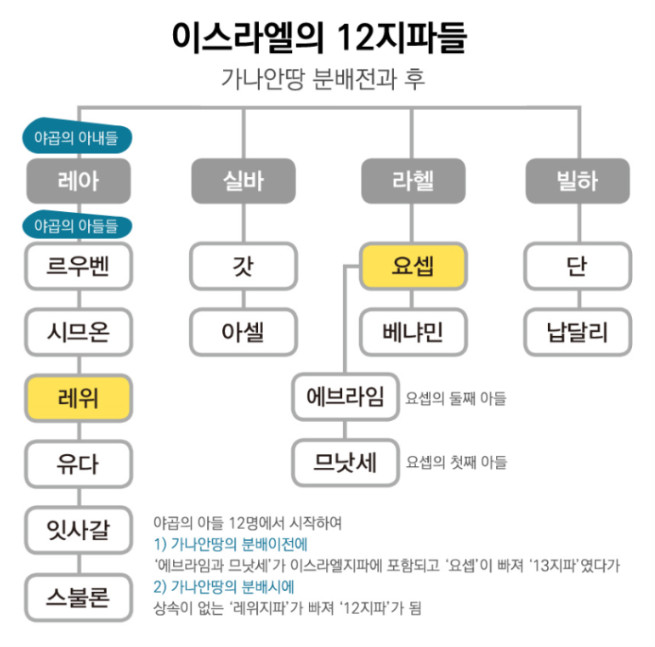 이스라엘의 12지파들
가나안땅 분배전과 후
야곱의 아내들
레아
실바
라헬
빌하
야곱의 아들들
르우벤
갓
요셉
단
시므온
아셀
베냐민
납달리
레위
에브라임
요셉의 둘째 아들
유다
므낫세
요셉의 첫째 아들
잇사갈
스불론
야곱의 아들 12명에서 시작하여
1) 가나안땅의 분배이전에
'에브라임과 므낫세'가 이스라엘지파에 포함되고 '요셉'이 빠져 '13지파'였다가
2) 가나안땅의 분배시에
상속이 없는 '레위지파'가 빠져 '12지파'가 됨